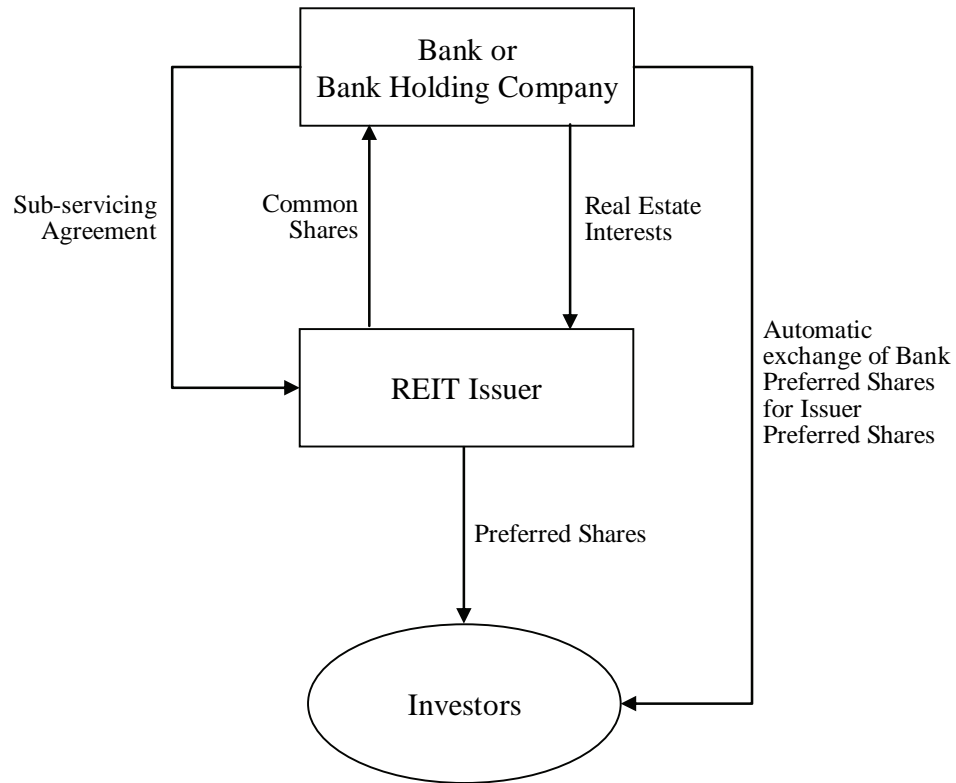 Bank or
Bank Holding Company
Sub-servicing
Agreement
Common
Shares
Real Estate
Interests
Automatic
exchange of Bank
Preferred Shares
for Issuer
Preferred Shares
REIT Issuer
Preferred Shares
Investors